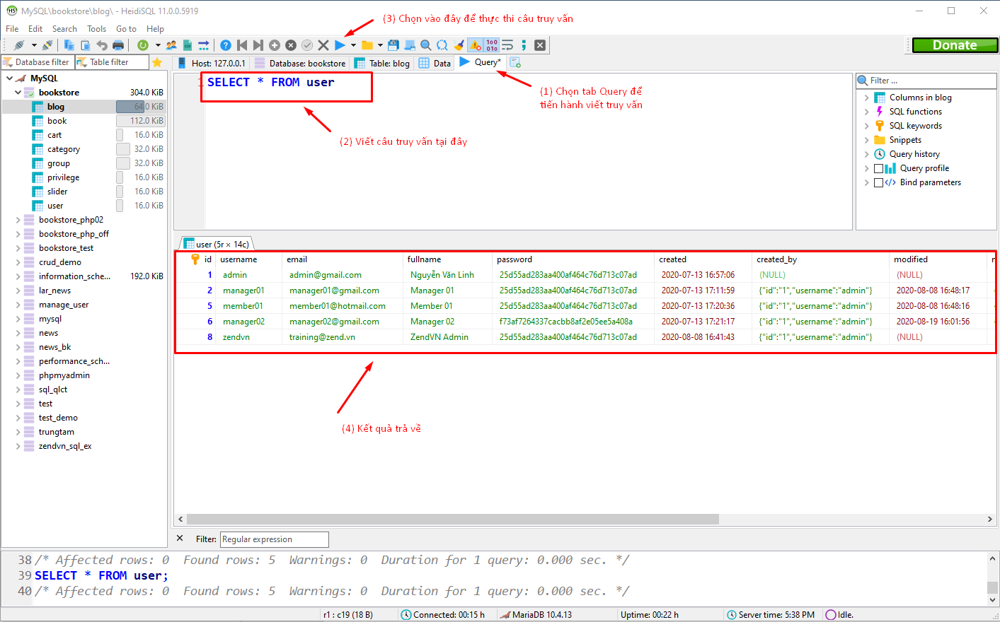 MySQL\bookstore\blog\ - HeidiSQL 11.0.0.5919
File Edit Search Tools Go to Help
(3) Chọn vào đây để thực thi câu truy vấn
Donate
Database filter Table filter
Host: 127.0.0.1 Database: bookstore Table: blog Data Query*
MySQL
bookstore 304.0 KiB
blog 64.0 KiB
book 112.0 KiB
cart 16.0 KiB
category 32.0 KiB
group 32.0 KiB
privilege 16.0 KiB
slider 16.0 KiB
user 16.0 KiB
bookstore_php02
bookstore_php_off
bookstore_test
crud_demo
information_sche... 192.0 KiB
lar_news
manage_user
mysql
news
news_bk
performance_sch...
phpmyadmin
sql_qlct
test
test_demo
trungtam
zendvn_sql_ex
1 SELECT * FROM user
(1) Chọn tab Query để
tiến hành viết truy vấn
(2) Viết câu truy vấn tại đây
Filter ...
Columns in blog
SQL functions
SQL keywords
Snippets
Query history
Query profile
Bind parameters
user (5r × 14c)
id username email fullname password created created_by modified
1 admin admin@gmail.com Nguyễn Văn Linh 25d55ad283aa400af464c76d713c07ad 2020-07-13 16:57:06 (NULL) (NULL)
2 manager01 manager01@gmail.com Manager 01 25d55ad283aa400af464c76d713c07ad 2020-07-13 17:11:59 {"id":"1","username":"admin"} 2020-08-08 16:48:17
5 member01 member01@hotmail.com Member 01 25d55ad283aa400af464c76d713c07ad 2020-07-13 17:20:36 {"id":"1","username":"admin"} 2020-08-08 16:48:16
6 manager02 manager02@gmail.com Manager 02 f73af7264337cacbb8af2e05ee5a408a 2020-07-13 17:21:17 {"id":"1","username":"admin"} 2020-08-19 16:01:56
8 zendvn training@zend.vn ZendVN Admin 25d55ad283aa400af464c76d713c07ad 2020-08-08 16:41:43 {"id":"1","username":"admin"} (NULL)
(4) Kết quả trả về
Filter: Regular expression
38 /* Affected rows: 0 Found rows: 5 Warnings: 0 Duration for 1 query: 0.000 sec. */
39 SELECT * FROM user;
40 /* Affected rows: 0 Found rows: 5 Warnings: 0 Duration for 1 query: 0.000 sec. */
r1 : c19 (18 B) Connected: 00:15 h MariaDB 10.4.13 Uptime: 00:22 h Server time: 5:38 PM Idle.